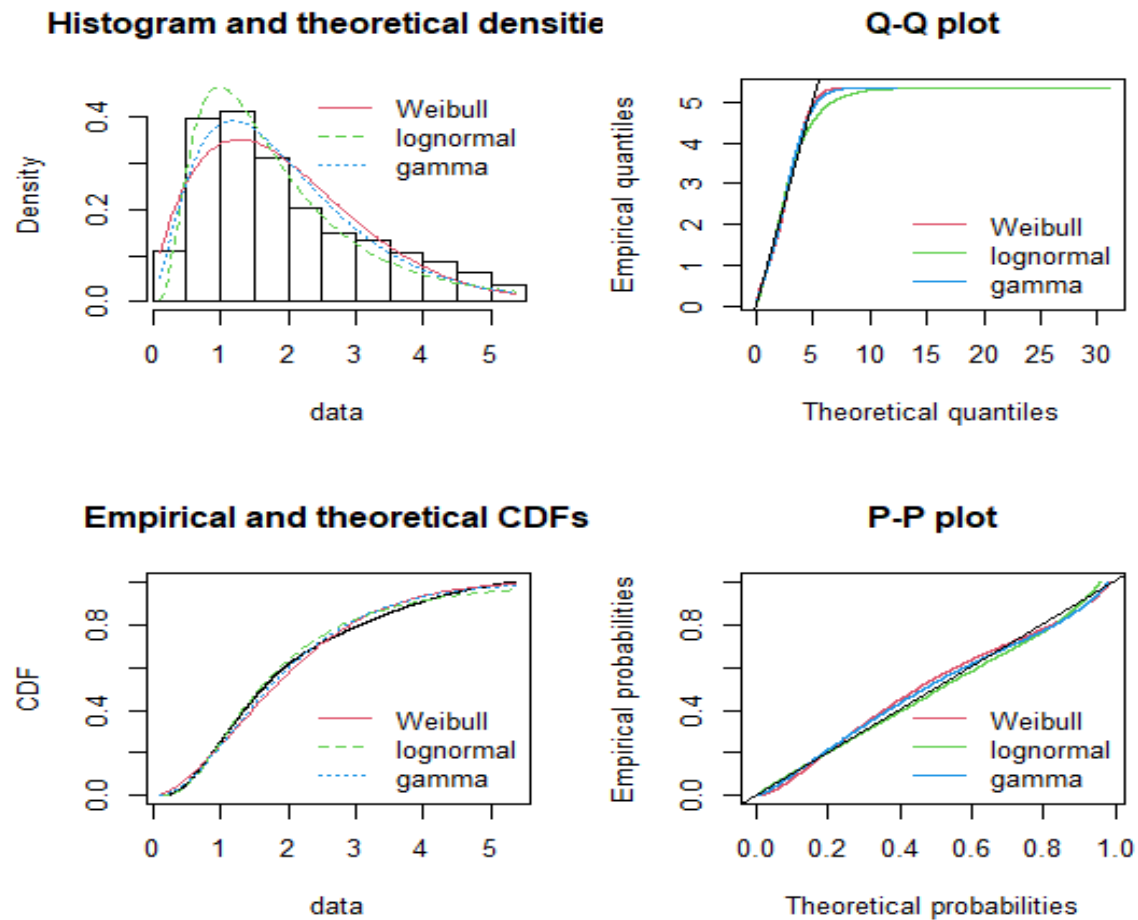 Histogram and theoretical densitie
Density
0.0
0.2
0.4
Weibull
lognormal
gamma
0 1 2 3 4 5
data
Q-Q plot
Empirical quantiles
0
1
2
3
4
5
Weibull
lognormal
gamma
0 5 10 15 20 25 30
Theoretical quantiles
Empirical and theoretical CDFs
CDF
0.0
0.4
0.8
Weibull
lognormal
gamma
0 1 2 3 4 5
data
P-P plot
Empirical probabilities
0.0
0.4
0.8
Weibull
lognormal
gamma
0.0 0.2 0.4 0.6 0.8 1.0
Theoretical probabilities